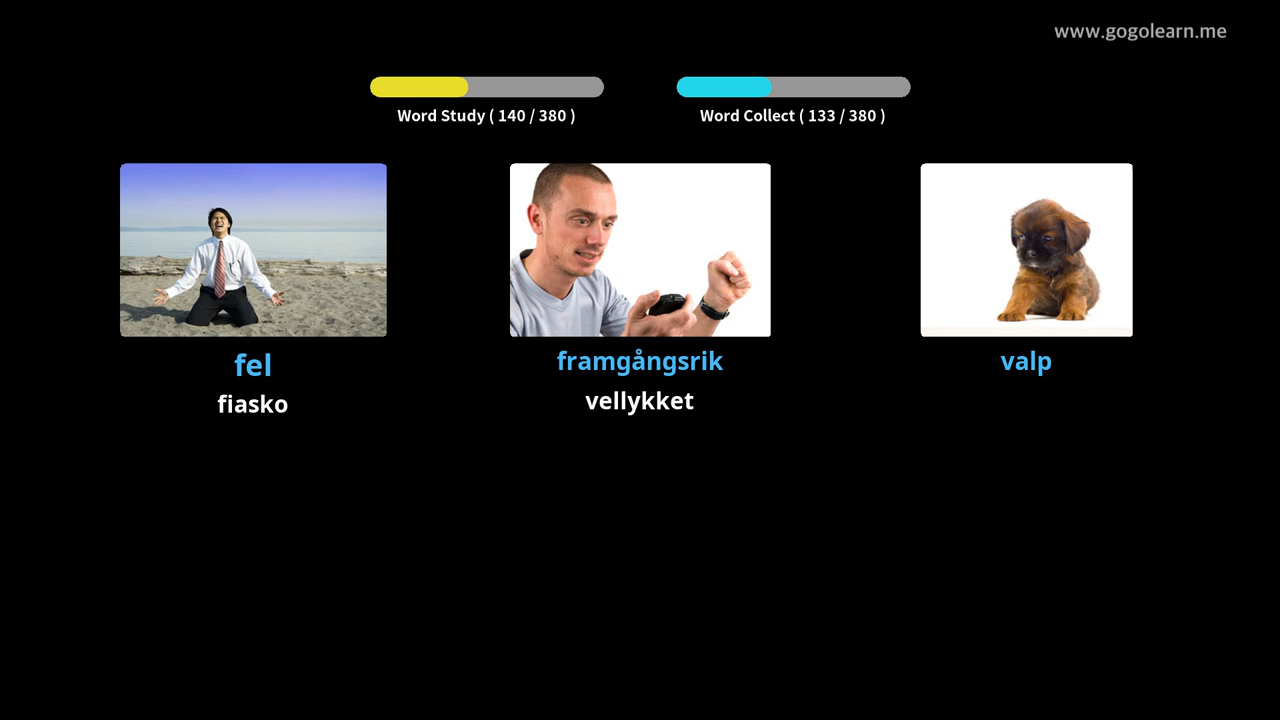 www.gogolearn.me
Word Study ( 140 / 380 )
Word Collect ( 133 / 380 )
fel
framgångsrik
valp
fiasko
vellykket